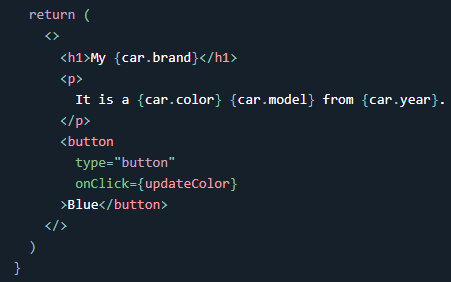 return (
<>
<h1>My {car.brand}</h1>
<p>
It is a {car.color} {car.model} from {car.year}.
</p>
<button
type="button"
onClick={updateColor}
>Blue</button>
</>
)
}